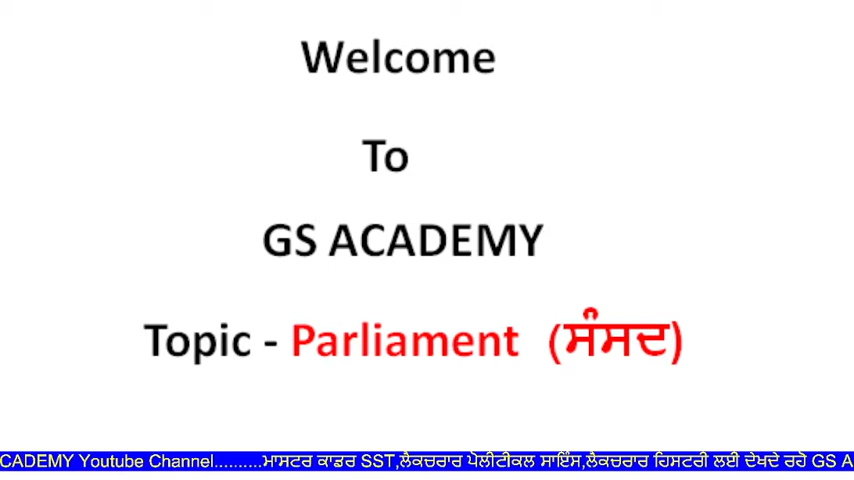 Welcome
To
GS ACADEMY
Topic - Parliament (ਸੰਸਦ)
CADEMY Youtube Channel..........ਮਾਸਟਰ ਕਾਡਰ SST,ਲੈਕਚਰਾਰ ਪੋਲੀਟੀਕਲ ਸਾਇੰਸ,ਲੈਕਚਰਾਰ ਹਿਸਟਰੀ ਲਈ ਦੇਖਦੇ ਰਹੋ GS A